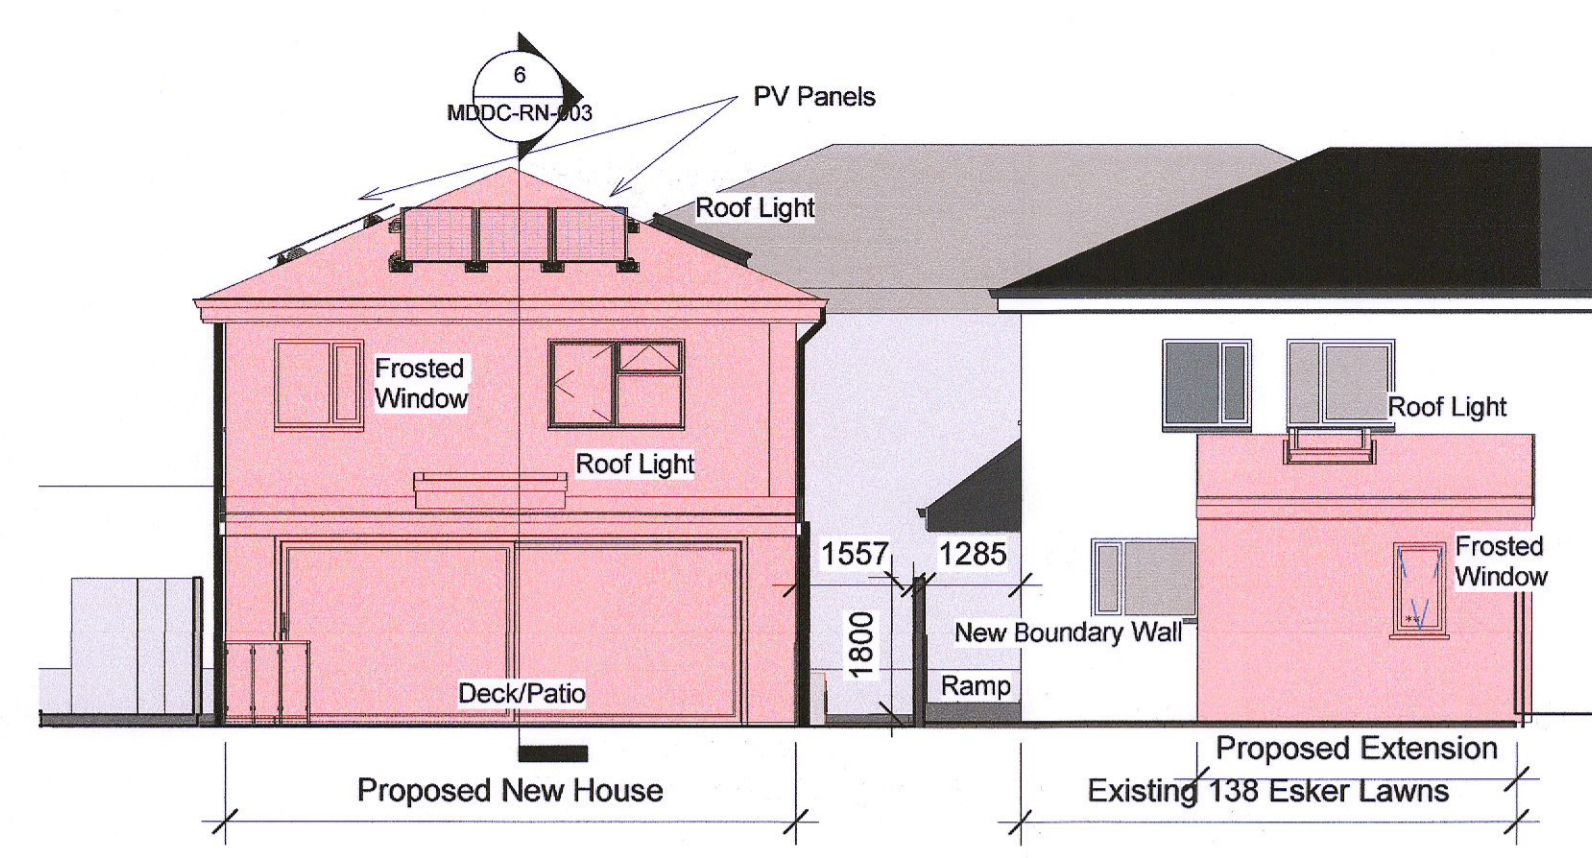 6
MDDC-RN-003
PV Panels
Roof Light
Frosted
Window
Roof Light
Roof Light
1557
1285
Frosted
Window
1800
New Boundary Wall
Deck/Patio
Ramp
**
Proposed Extension
Proposed New House
Existing 138 Esker Lawns